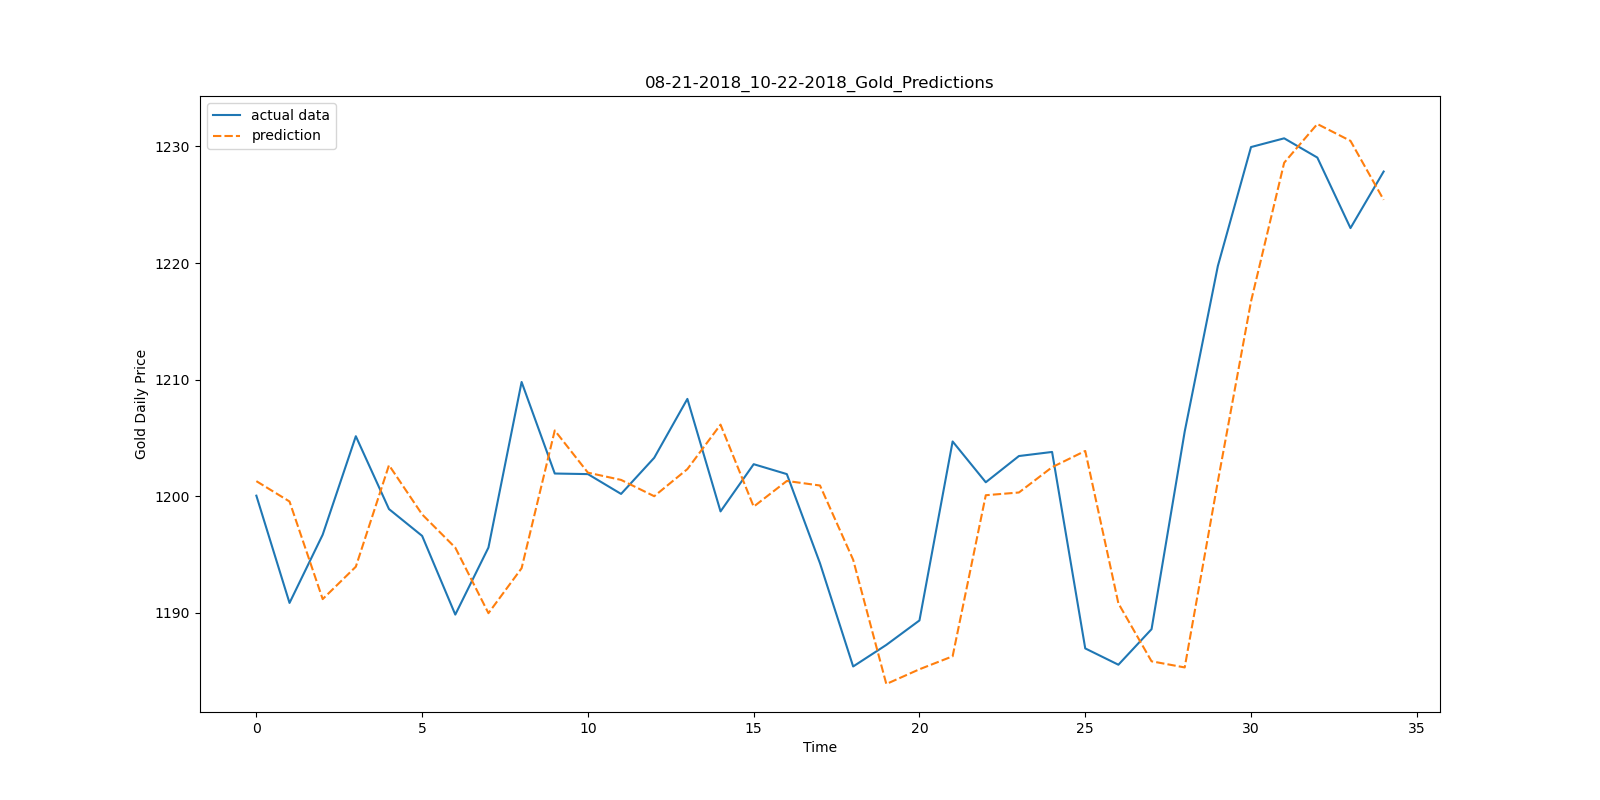 08-21-2018_10-22-2018_Gold_Predictions
actual data
prediction
1230
1220
1210
1200
1190
Gold Daily Price
0 5 10 15 20 25 30 35
Time